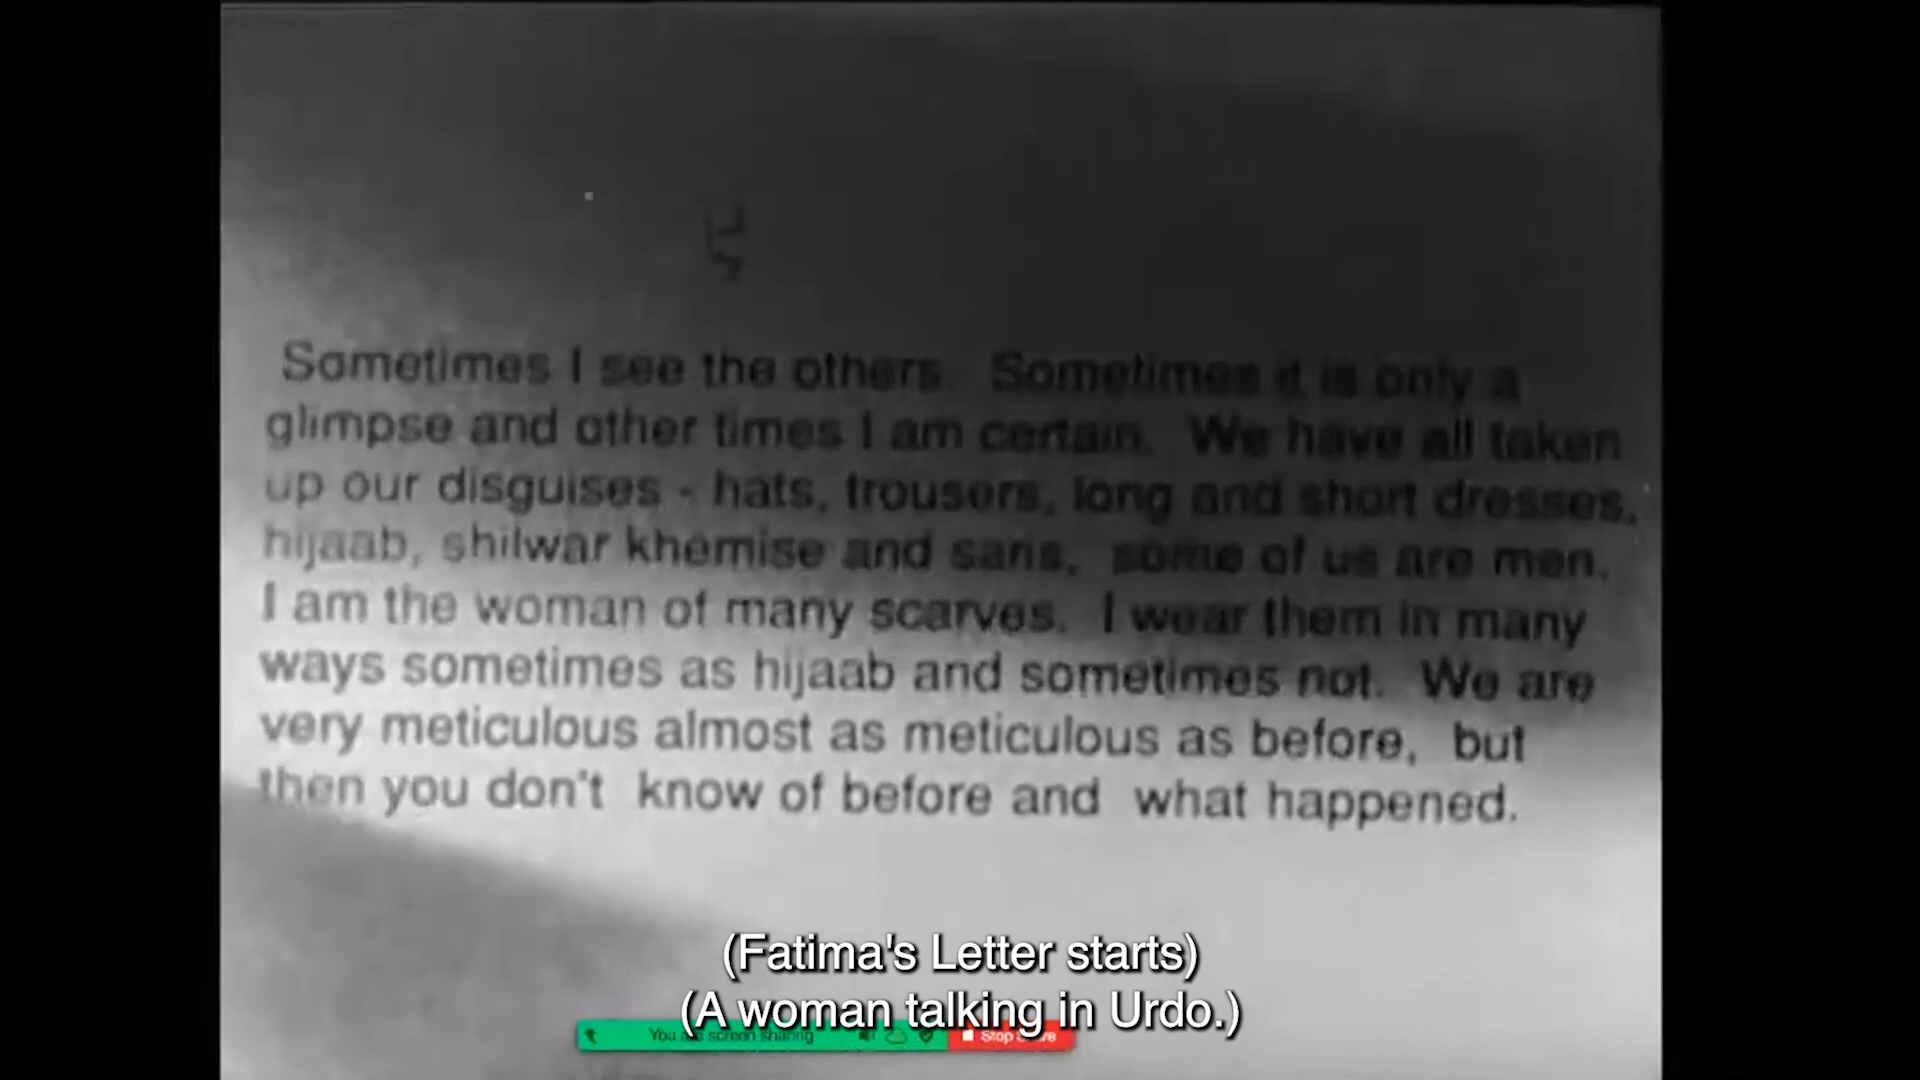 Sometimes I see the others. Sometimes it is only a
glimpse and other times I am certain. We have all taken
up our disguises - hats, trousers, long and short dresses,
hijaab, shilwar khemise and saris, some of us are men.
I am the woman of many scarves. I wear them in many
ways sometimes as hijaab and sometimes not. We are
very meticulous almost as meticulous as before, but
then you don't know of before and what happened.
(Fatima's Letter starts)
(A woman talking in Urdo.)
You screen sharing Stop